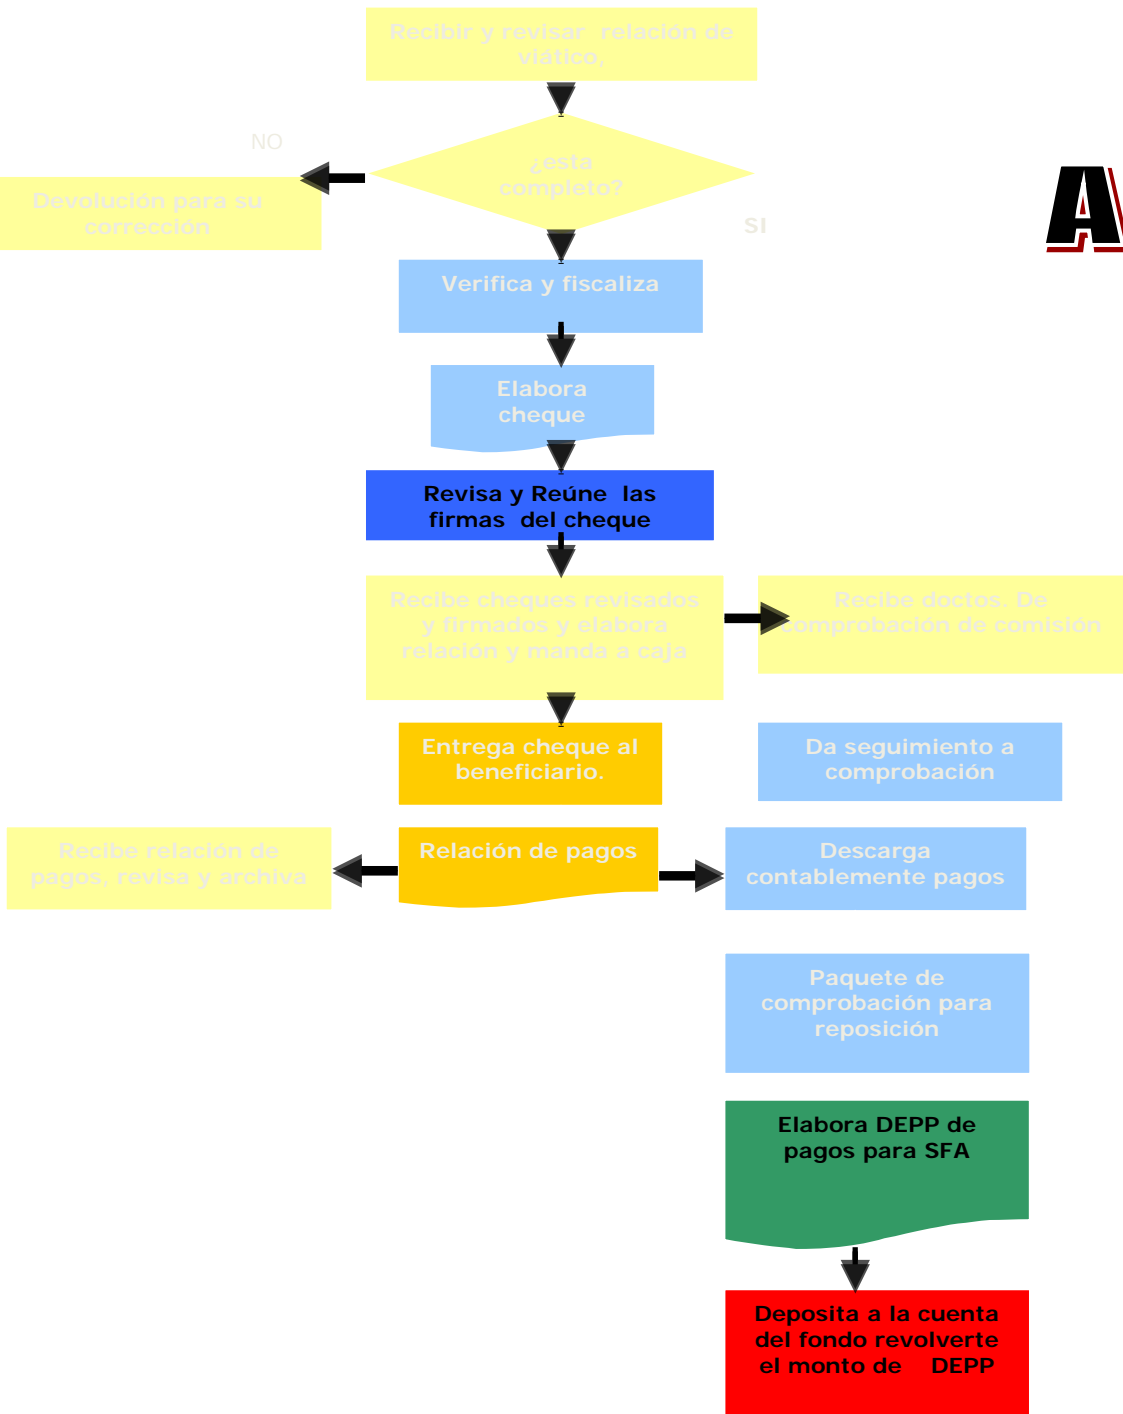 Recibir y revisar relación de
viático,
NO
¿esta
completo?
Devolución para su
corrección
SI
A
Verifica y fiscaliza
Elabora
cheque
Revisa y Reúne las
firmas del cheque
Recibe cheques revisados
y firmados y elabora
relación y manda a caja
Recibe doctos. De
comprobación de comisión
Entrega cheque al
beneficiario.
Da seguimiento a
comprobación
Recibe relación de
pagos, revisa y archiva
Relación de pagos
Descarga
contablemente pagos
Paquete de
comprobación para
reposición
Elabora DEPP de
pagos para SFA
Deposita a la cuenta
del fondo revolverte
el monto de DEPP